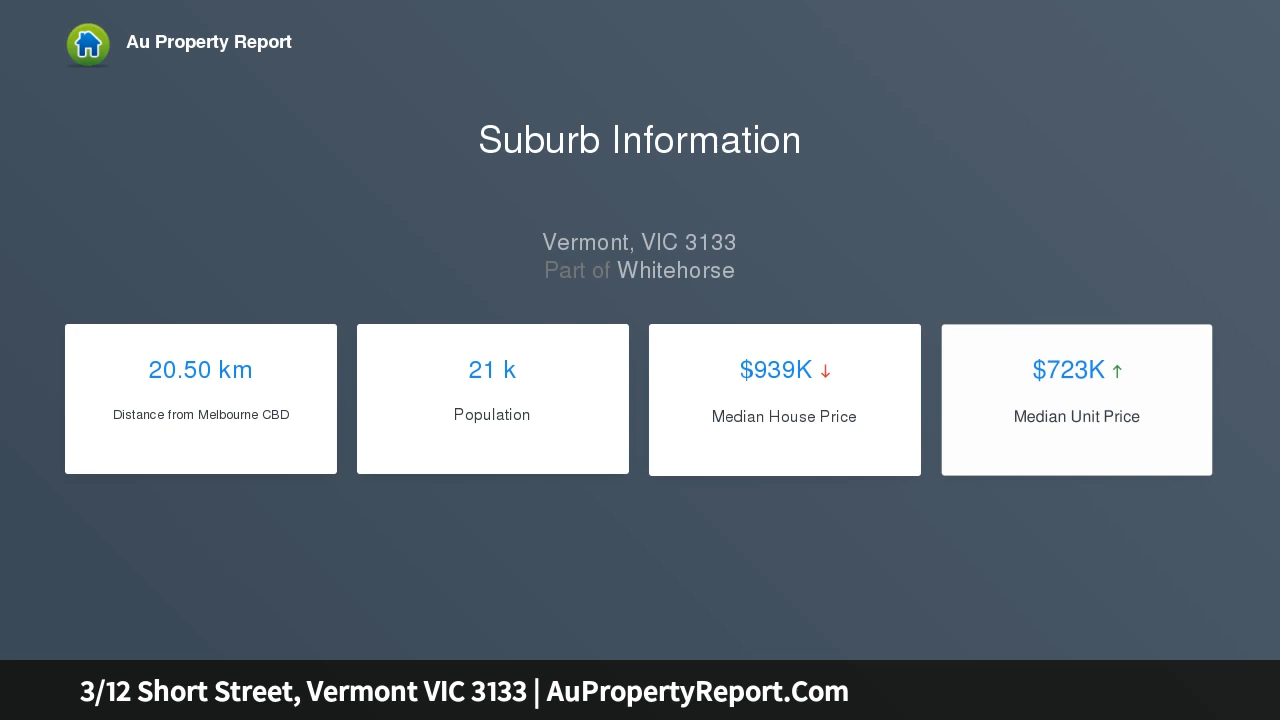 Au Property Report
Suburb Information
Vermont, VIC 3133
Part of Whitehorse
20.50 km
Distance from Melbourne CBD
21 k
Population
$939K ↓
Median House Price
$723K ↑
Median Unit Price
3/12 Short Street, Vermont VIC 3133 | AuPropertyReport.Com